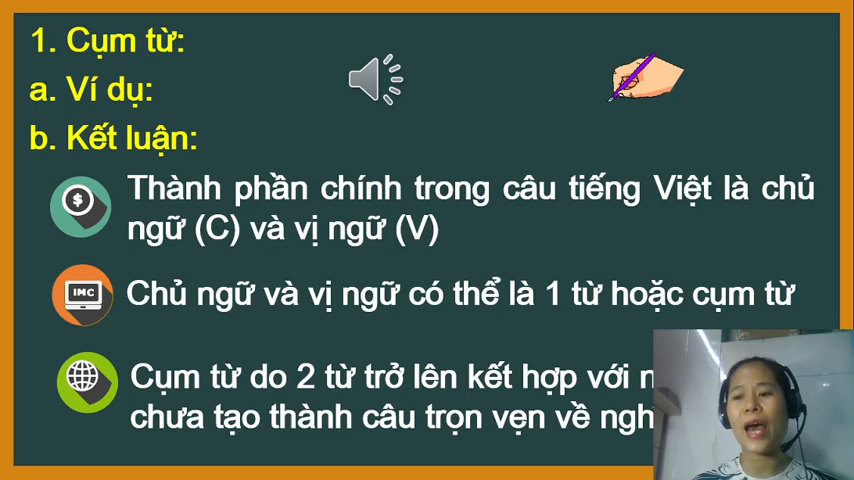 1. Cụm từ:
a. Ví dụ:
b. Kết luận:
$
Thành phần chính trong câu tiếng Việt là chủ
ngữ (C) và vị ngữ (V)
IMC
Chủ ngữ và vị ngữ có thể là 1 từ hoặc cụm từ
Cụm từ do 2 từ trở lên kết hợp với
chưa tạo thành câu trọn vẹn về